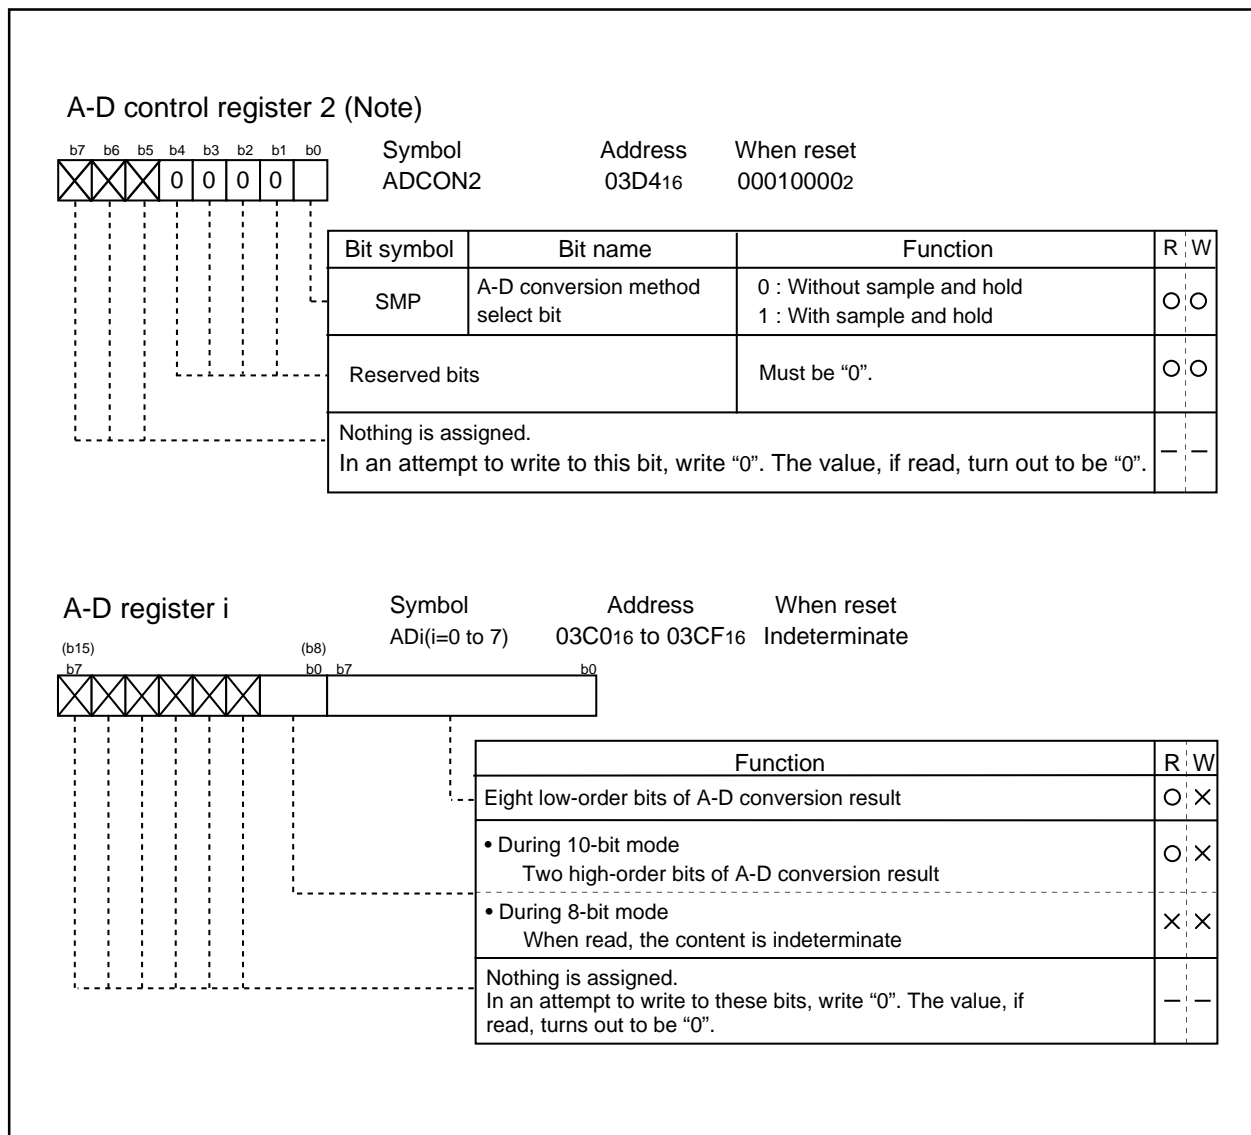 A-D control register 2 (Note)
b7 b6 b5 b4 b3 b2 b1 b0
0 0 0 0
Symbol Address When reset
ADCON2 03D416 000100002
Bit symbol Bit name Function R W
SMP
A-D conversion method
select bit
0 : Without sample and hold
1 : With sample and hold
Reserved bits Must be “0”.
Nothing is assigned.
In an attempt to write to this bit, write “0”. The value, if read, turn out to be “0”.
A-D register i
Symbol Address When reset
ADi(i=0 to 7) 03C016 to 03CF16 Indeterminate
(b15) (b8)
b7 b0 b7 b0
Function R W
Eight low-order bits of A-D conversion result
• During 10-bit mode
Two high-order bits of A-D conversion result
• During 8-bit mode
When read, the content is indeterminate
Nothing is assigned.
In an attempt to write to these bits, write “0”. The value, if
read, turns out to be “0”.